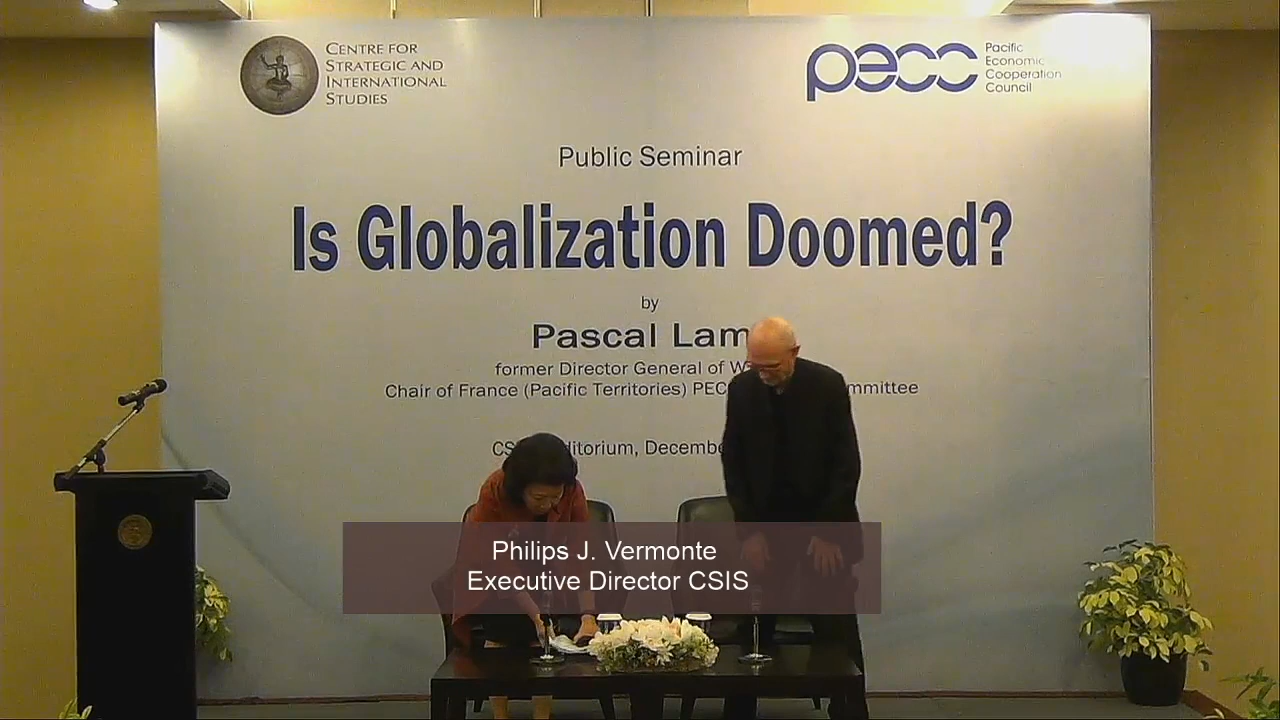 CENTRE FOR
STRATEGIC AND
INTERNATIONAL
STUDIES
pecc
Pacific
Economic
Cooperation
Council
Public Seminar
Is Globalization Doomed?
by
Pascal Lam
former Director General of W
Chair of France (Pacific Territories) PEC mmittee
CS ditorium, December
Philips J. Vermonte
Executive Director CSIS